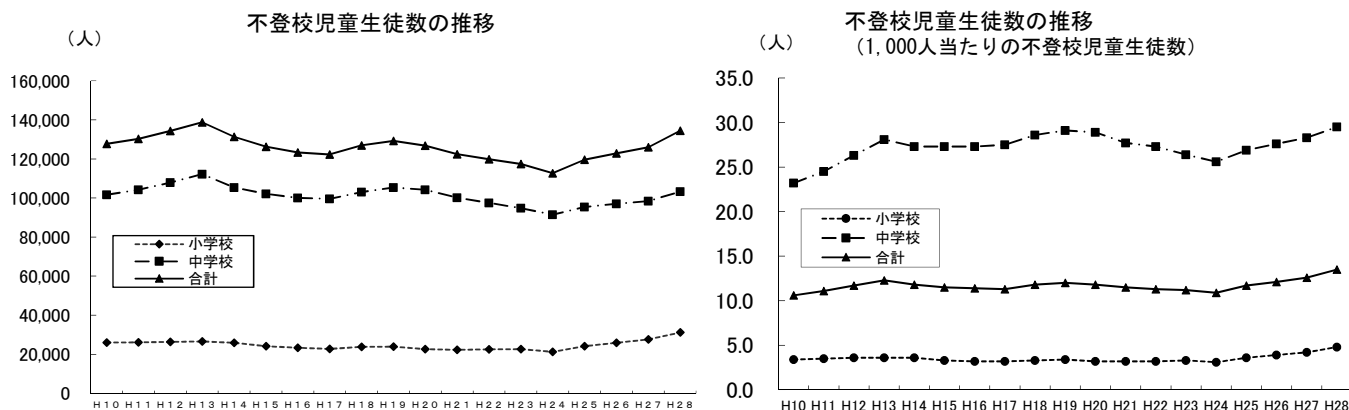 不登校児童生徒数の推移
（人）
160,000
140,000
120,000
100,000
80,000
60,000
40,000
20,000
0
小学校
中学校
合計
H10 H11 H12 H13 H14 H15 H16 H17 H18 H19 H20 H21 H22 H23 H24 H25 H26 H27 H28
不登校児童生徒数の推移
（人）
（1,000人当たりの不登校児童生徒数）
35.0
30.0
25.0
20.0
15.0
10.0
5.0
0.0
小学校
中学校
合計
H10 H11 H12 H13 H14 H15 H16 H17 H18 H19 H20 H21 H22 H23 H24 H25 H26 H27 H28